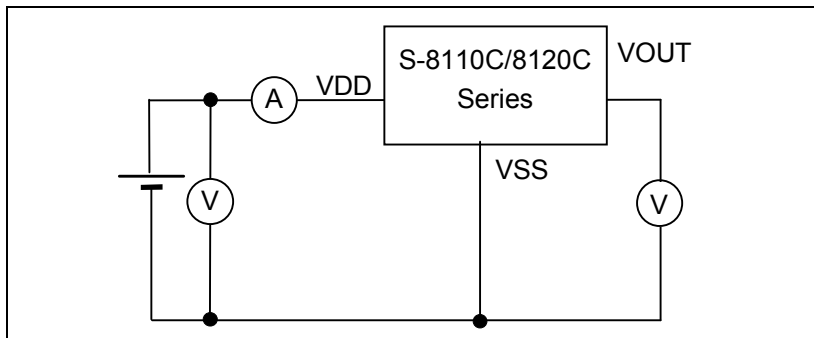 S-8110C/8120C
Series
VOUT
A
VDD
VSS
V
V